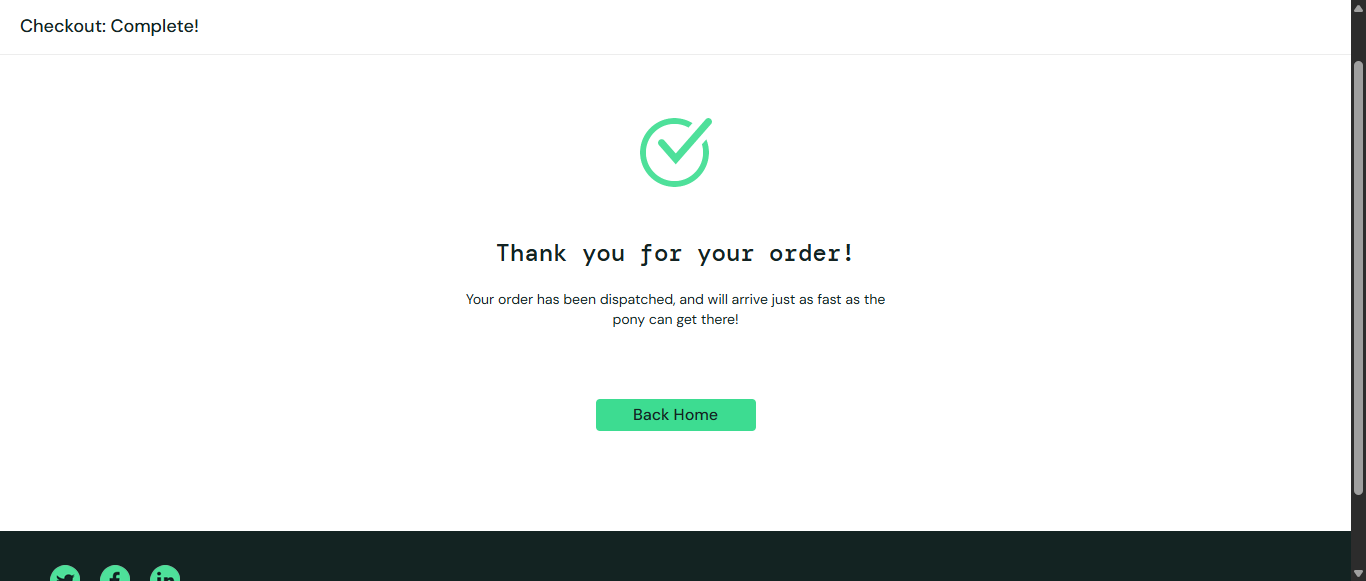 Checkout: Complete!
Thank you for your order!
Your order has been dispatched, and will arrive just as fast as the
pony can get there!
Back Home